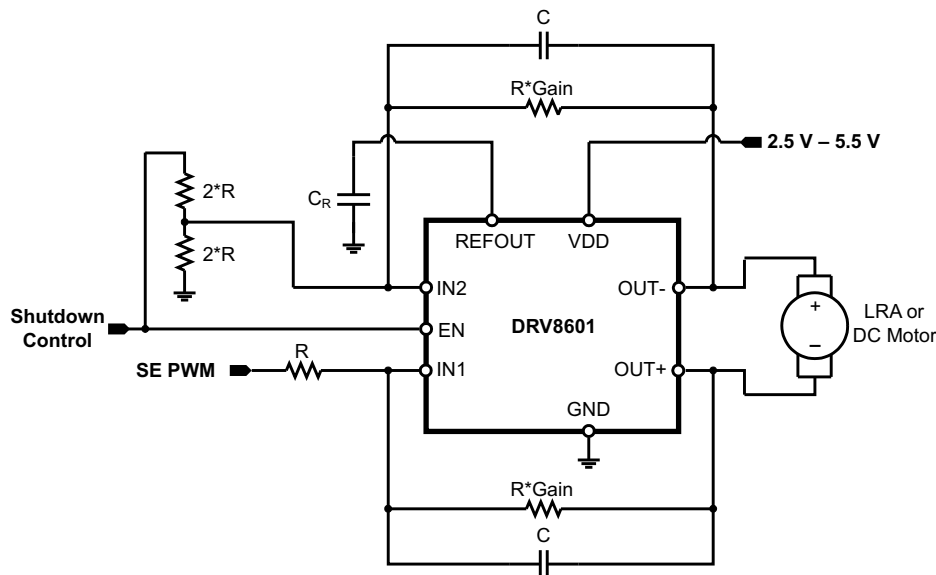 C
R*Gain
2.5 V – 5.5 V
2*R
CR
2*R
REFOUT
VDD
IN2
OUT-
Shutdown
Control
EN
DRV8601
+
–
LRA or
DC Motor
R
SE PWM
IN1
OUT+
GND
R*Gain
C